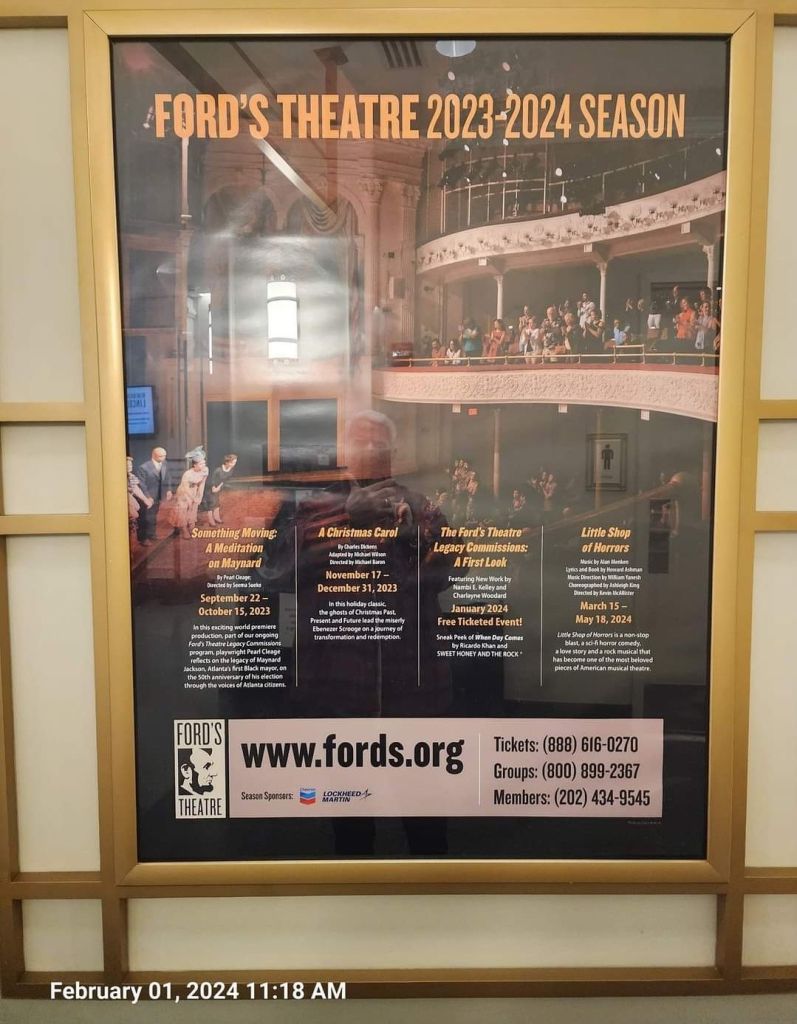 FORD'S THEATRE 2023-2024 SEASON
Something Moving:
A Meditation
on Maynard
By Pearl Cleage;
Directed by Seema Sueko
September 22 –
October 15, 2023
In this exciting world premiere
production, part of our ongoing
Ford's Theatre Legacy Commissions
program, playwright Pearl Cleage
reflects on the legacy of Maynard
Jackson, Atlanta's first Black mayor, on
the 50th anniversary of his election
through the voices of Atlanta citizens.
A Christmas Carol
By Charles Dickens
Adapted by Michael Wilson
Directed by Michael Baron
November 17 –
December 31, 2023
In this holiday classic,
the ghosts of Christmas Past,
Present and Future lead the miserly
Ebenezer Scrooge on a journey of
transformation and redemption.
The Ford's Theatre
Legacy Commissions:
A First Look
Featuring New Work by
Nambi E. Kelley and
Charlayne Woodard
January 2024
Free Ticketed Event!
Sneak Peek of When Day Comes
by Ricardo Khan and
SWEET HONEY AND THE ROCK ®
Little Shop
of Horrors
Music by Alan Menken
Lyrics and Book by Howard Ashman
Music Direction by William Yanesh
Choreographed by Ashleigh King
Directed by Kevin McAllister
March 15 –
May 18, 2024
Little Shop of Horrors is a non-stop
blast, a sci-fi horror comedy,
a love story and a rock musical that
has become one of the most beloved
pieces of American musical theatre.
FORD'S
THEATRE
www.fords.org
Season Sponsors:
LOCKHEED
MARTIN
Tickets: (888) 616-0270
Groups: (800) 899-2367
Members: (202) 434-9545
February 01, 2024 11:18 AM